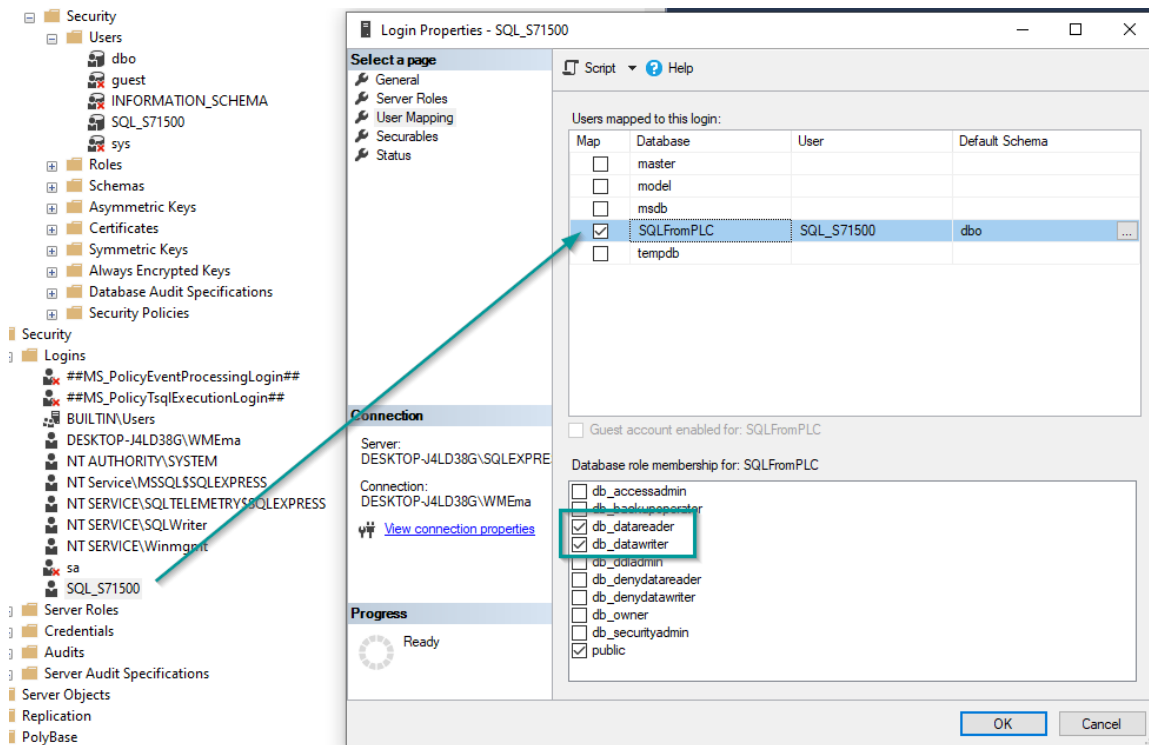 Security
Users
dbo
guest
INFORMATION_SCHEMA
SQL_S71500
sys
Roles
Schemas
Asymmetric Keys
Certificates
Symmetric Keys
Always Encrypted Keys
Database Audit Specifications
Security Policies
Security
Logins
##MS_PolicyEventProcessingLogin##
##MS_PolicyTsqlExecutionLogin##
BUILTIN\Users
DESKTOP-J4LD38G\WMEma
NT AUTHORITY\SYSTEM
NT Service\MSSQL$SQLEXPRESS
NT SERVICE\SQLTELEMETRY$SQLEXPRESS
NT SERVICE\SQLWriter
NT SERVICE\Winmgmt
sa
SQL_S71500
Server Roles
Credentials
Audits
Server Audit Specifications
Server Objects
Replication
PolyBase
Login Properties - SQL_S71500
Select a page
General
Server Roles
User Mapping
Securables
Status
Connection
Server:
DESKTOP-J4LD38G\SQLEXPRE
Connection:
DESKTOP-J4LD38G\WMEma
View connection properties
Progress
Ready
Script Help
Users mapped to this login:
Map Database User Default Schema
master
model
msdb
SQLFromPLC SQL_S71500 dbo ...
tempdb
Guest account enabled for: SQLFromPLC
Database role membership for: SQLFromPLC
db_accessadmin
db_backupoperator
db_datareader
db_datawriter
db_ddladmin
db_denydatareader
db_denydatawriter
db_owner
db_securityadmin
public
OK Cancel